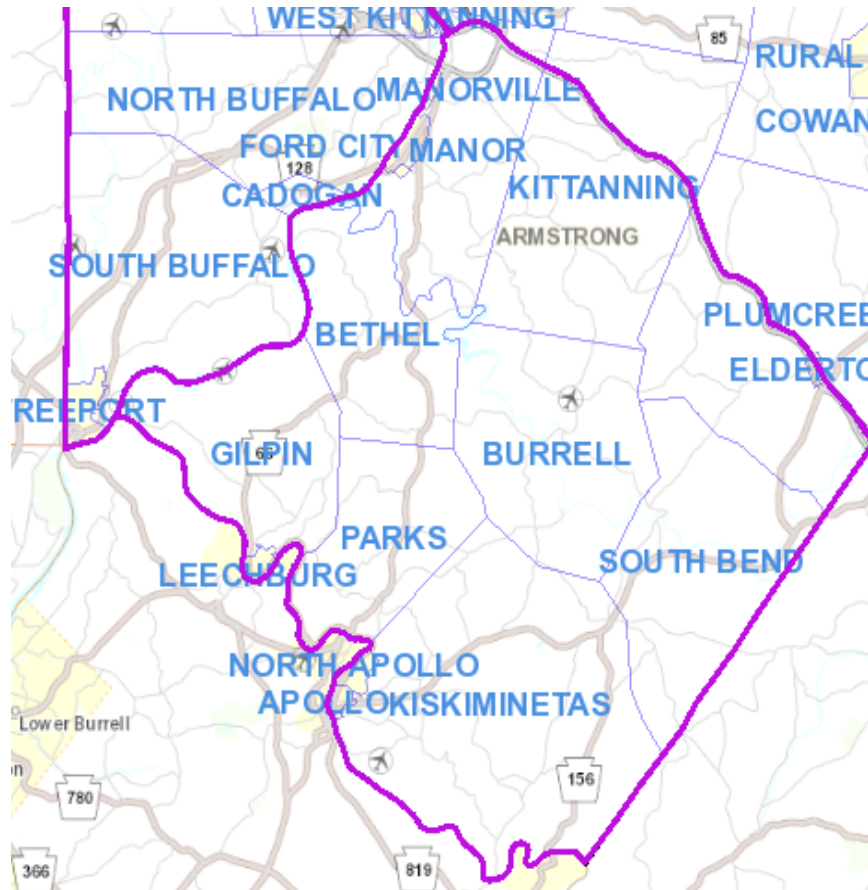 WEST KITTANNING
85
RURAL
NORTH BUFFALO
MANORVILLE
COWAN
FORD CITY
MANOR
128
CADOGAN
KITTANNING
ARMSTRONG
SOUTH BUFFALO
PLUMCREE
BETHEL
ELDERTO
REEPORT
GILPIN
66
BURRELL
PARKS
SOUTH BEND
LEECHBURG
NORTH APOLLO
APOLLO
KISKIMINETAS
Lower Burrell
on
156
780
819
366